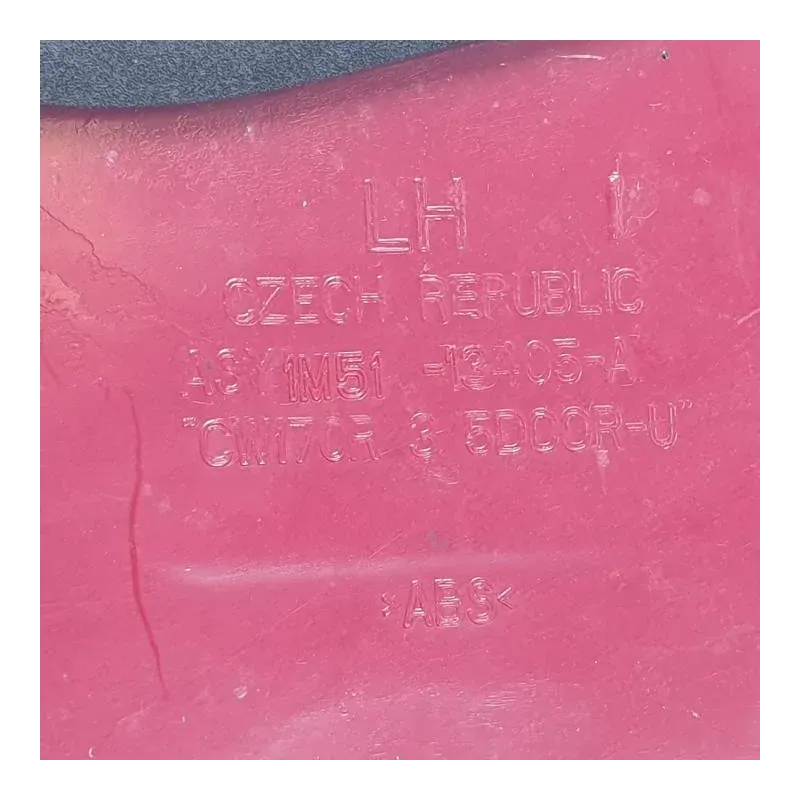 LH
CZECH REPUBLIC
ASY 1M51 -13405-A
"CW170R 3 5DOOR-U"
>ABS<